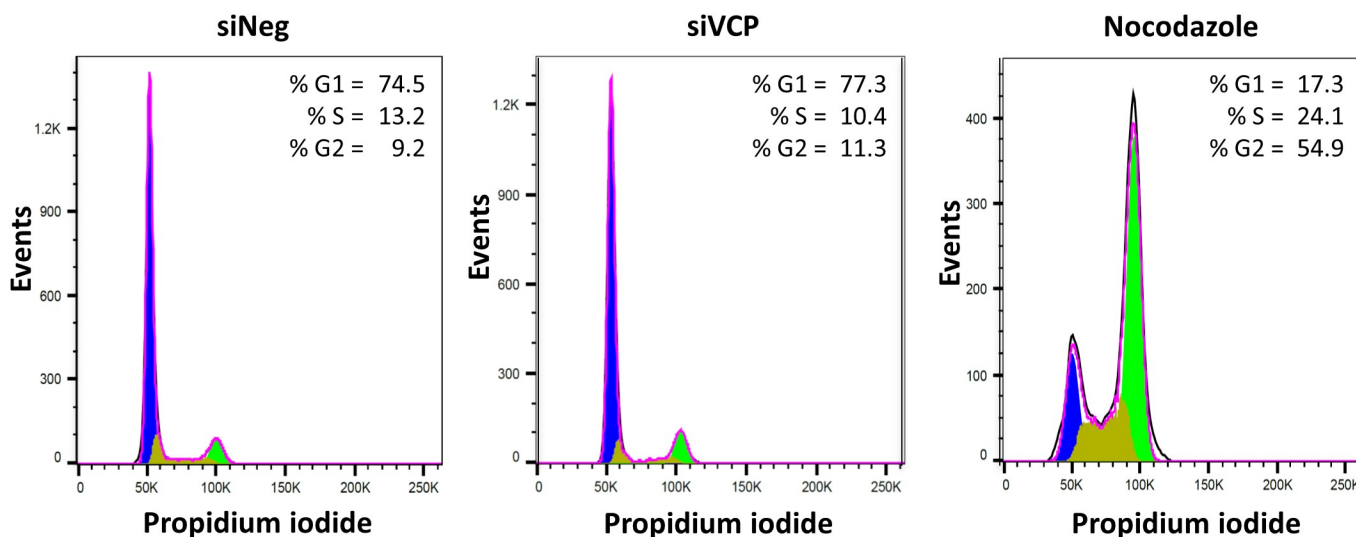 siNeg
% G1 = 74.5
% S = 13.2
% G2 = 9.2
1.2K
900
600
300
0
Events
0 50K 100K 150K 200K 250K
Propidium iodide
siVCP
% G1 = 77.3
% S = 10.4
% G2 = 11.3
1.2K
900
600
300
0
Events
0 50K 100K 150K 200K 250K
Propidium iodide
Nocodazole
% G1 = 17.3
% S = 24.1
% G2 = 54.9
400
300
200
100
0
Events
0 50K 100K 150K 200K 250K
Propidium iodide